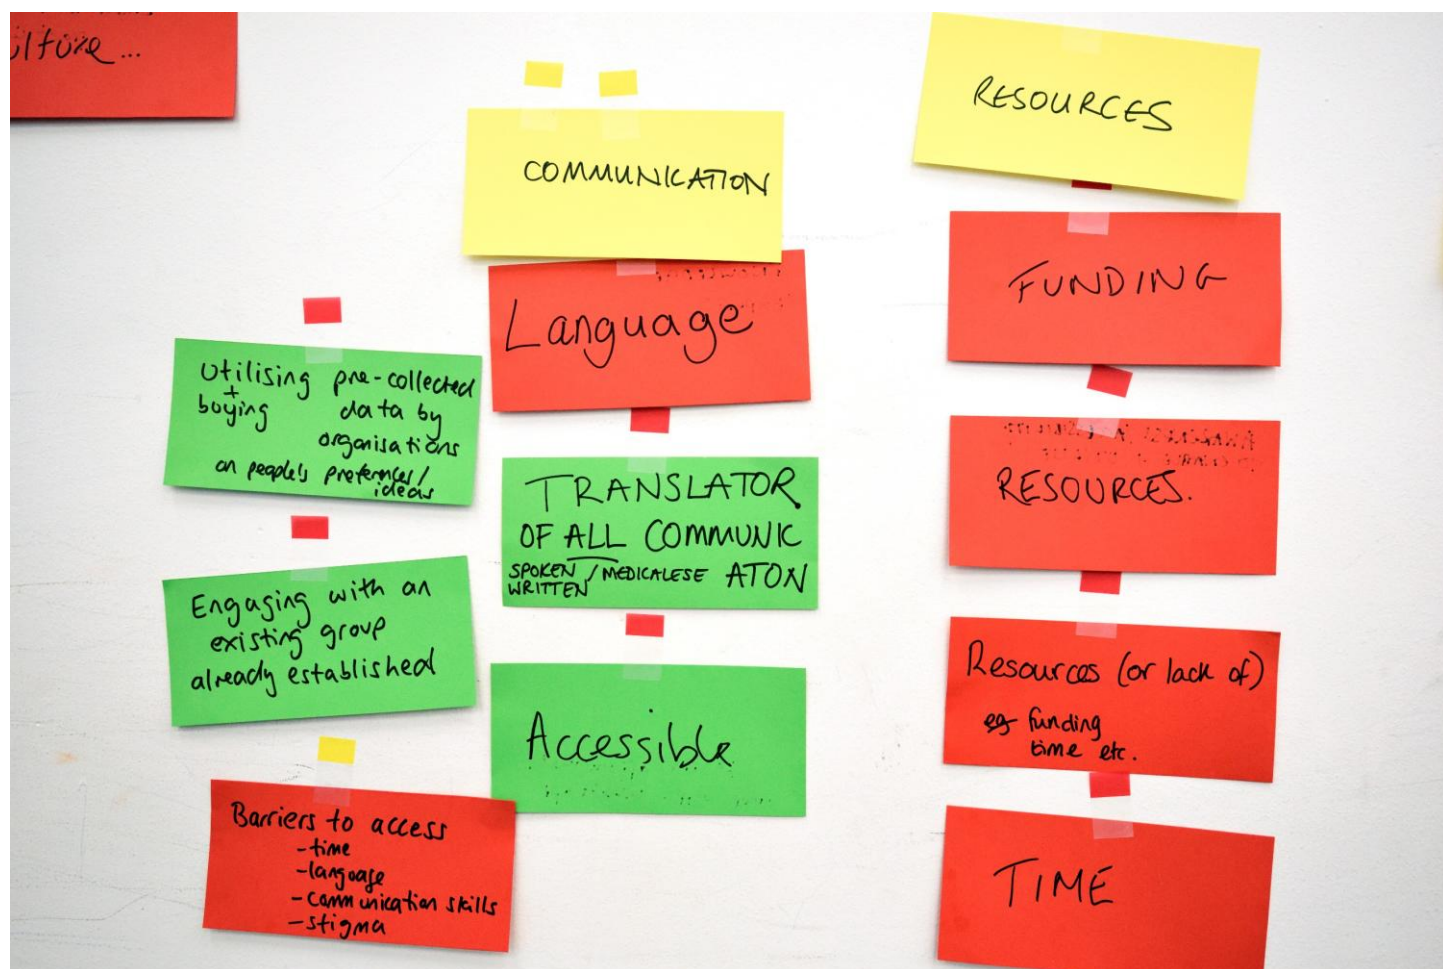 ulture...
COMMUNICATION
Language
TRANSLATOR
OF ALL COMMUNIC
SPOKEN / MEDICALESE ATON
WRITTEN
Accessible
Utilising pre-collected
+
buying data by
organisations
on people's preferences/
ideas
Engaging with an
existing group
already established
Barriers to access
-time
-language
-communication skills
-stigma
RESOURCES
FUNDING
RESOURCES.
Resources (or lack of)
eg funding
time etc.
TIME